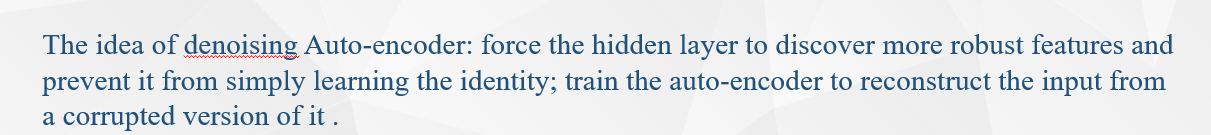 The idea of denoising Auto-encoder: force the hidden layer to discover more robust features and
prevent it from simply learning the identity; train the auto-encoder to reconstruct the input from
a corrupted version of it .